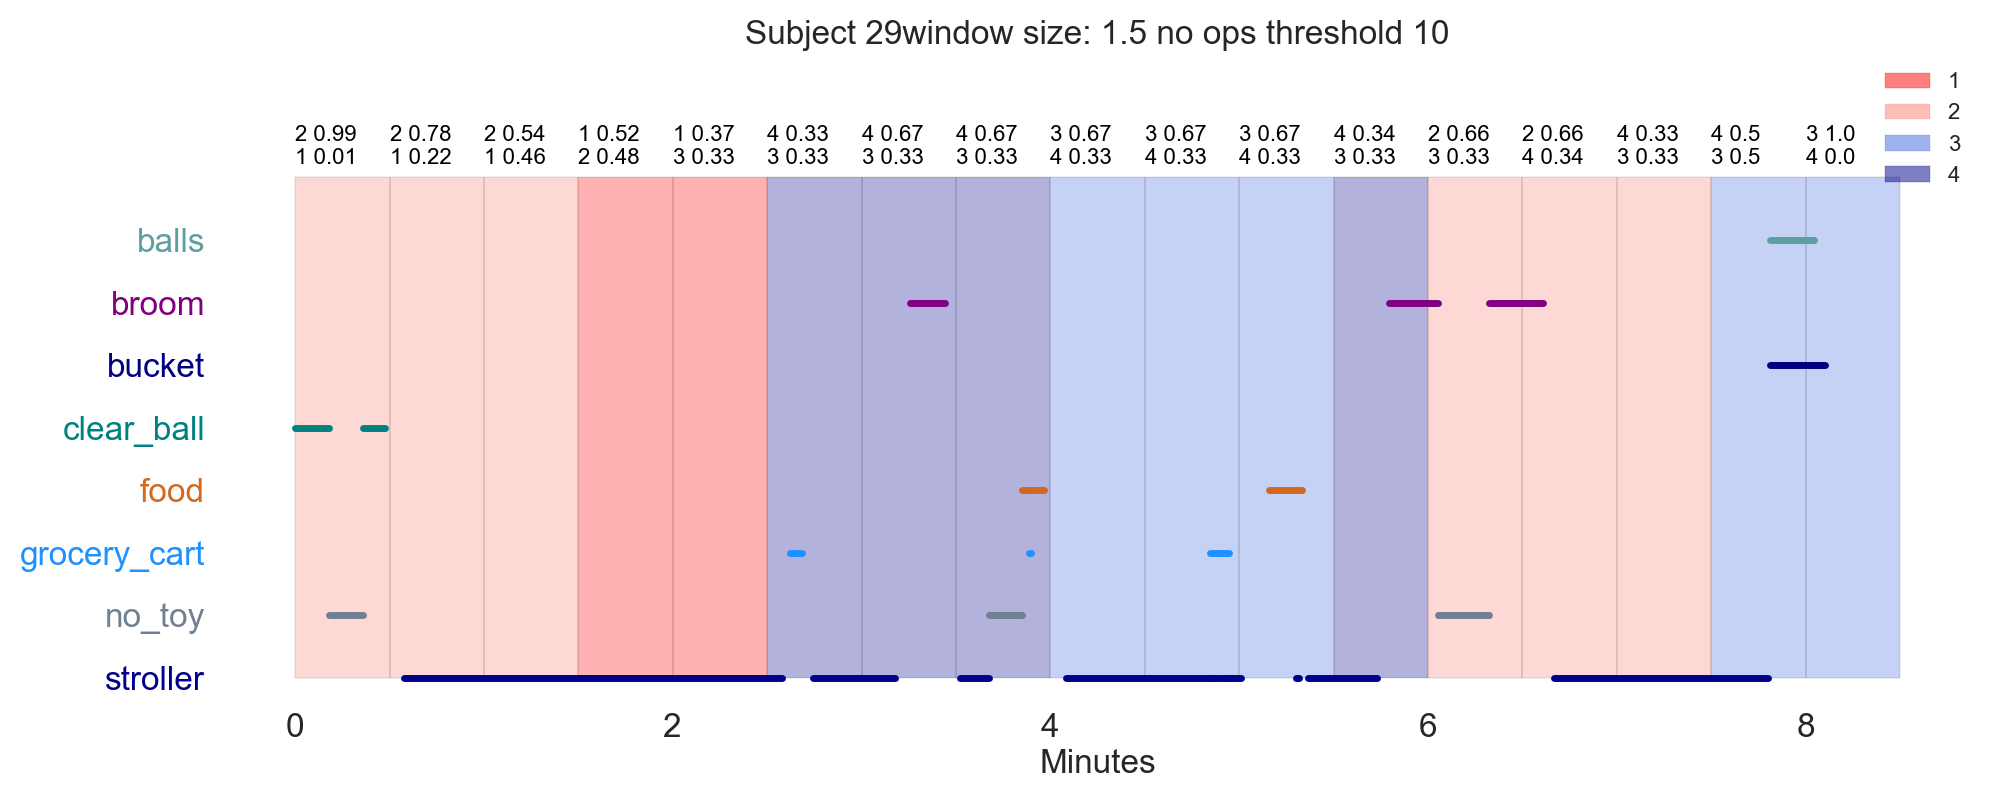 Subject 29window size: 1.5 no ops threshold 10
1
2
3
4
2 0.99 2 0.78 2 0.54 1 0.52 1 0.37 4 0.33 4 0.67 4 0.67 3 0.67 3 0.67 3 0.67 4 0.34 2 0.66 2 0.66 4 0.33 4 0.5 3 1.0
1 0.01 1 0.22 1 0.46 2 0.48 3 0.33 3 0.33 3 0.33 3 0.33 4 0.33 4 0.33 4 0.33 3 0.33 3 0.33 4 0.34 3 0.33 3 0.5 4 0.0
balls
broom
bucket
clear_ball
food
grocery_cart
no_toy
stroller
0 2 4 6 8
Minutes